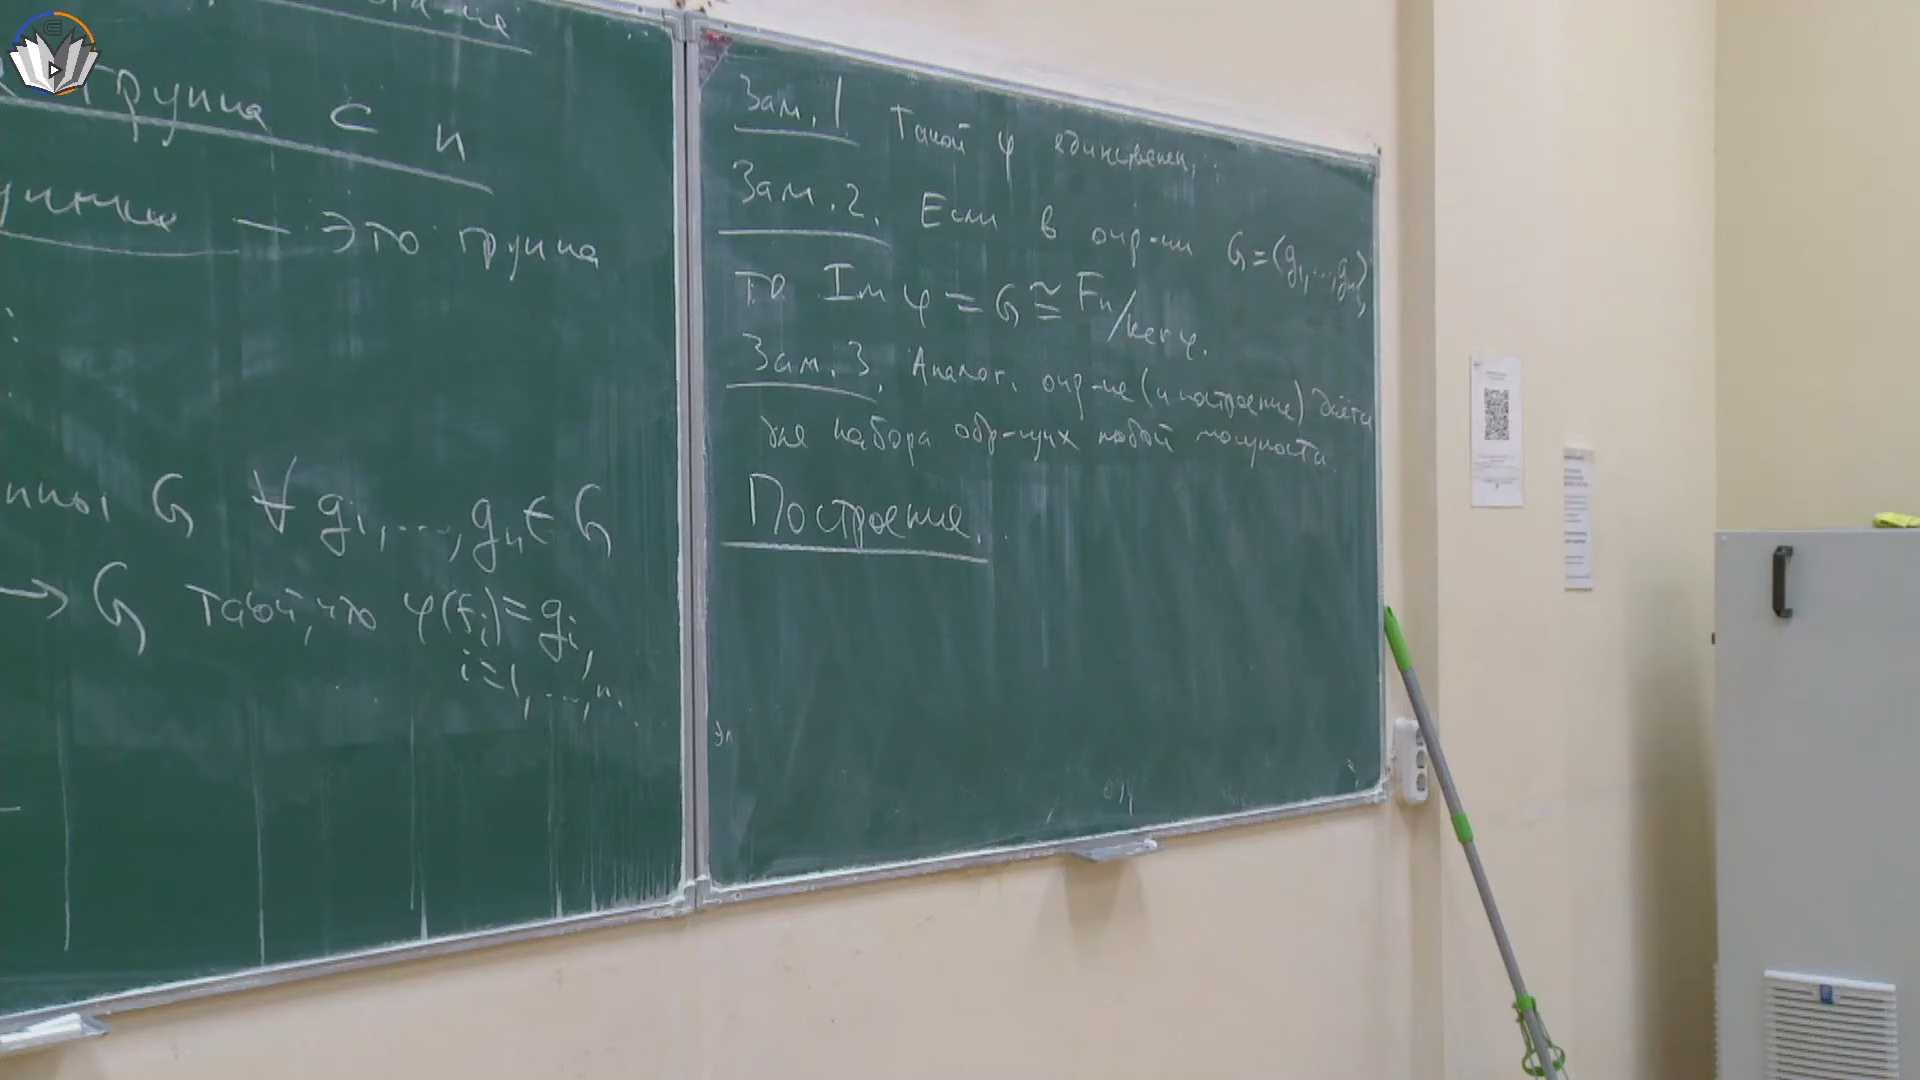 группа с n
— это группа
G ∀ g₁,...,gₙ ∈ G
→ G такой, что φ(fᵢ) = gᵢ,
i = 1,...,n.
Зам. 1 Такой φ единственен.
Зам. 2. Если в опр-ии G = ⟨g₁,...,gₙ⟩,
то Im φ = G ≅ Fₙ/ker φ.
Зам. 3. Аналог. опр-ие (и построение) даётся
для набора обр-щих любой мощности.
Построение.